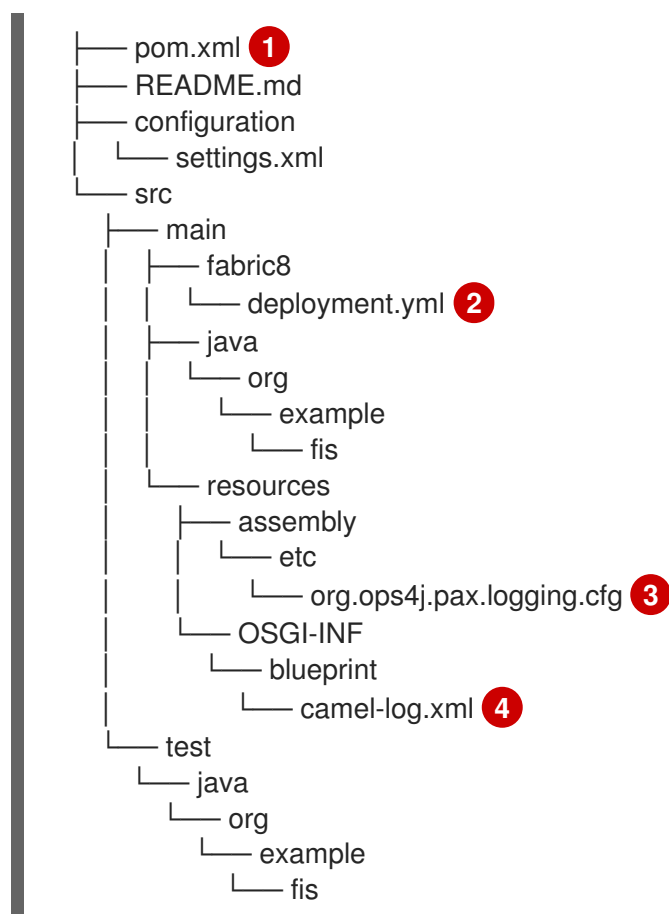 ├── pom.xml 1
├── README.md
├── configuration
│   └── settings.xml
└── src
    ├── main
    │   ├── fabric8
    │   │   └── deployment.yml 2
    │   ├── java
    │   │   └── org
    │   │       └── example
    │   │           └── fis
    │   └── resources
    │       ├── assembly
    │       │   └── etc
    │       │       └── org.ops4j.pax.logging.cfg 3
    │       └── OSGI-INF
    │           └── blueprint
    │               └── camel-log.xml 4
    └── test
        └── java
            └── org
                └── example
                    └── fis